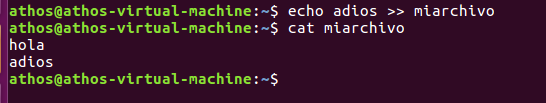 athos@athos-virtual-machine:~$ echo adios >> miarchivo
athos@athos-virtual-machine:~$ cat miarchivo
hola
adios
athos@athos-virtual-machine:~$